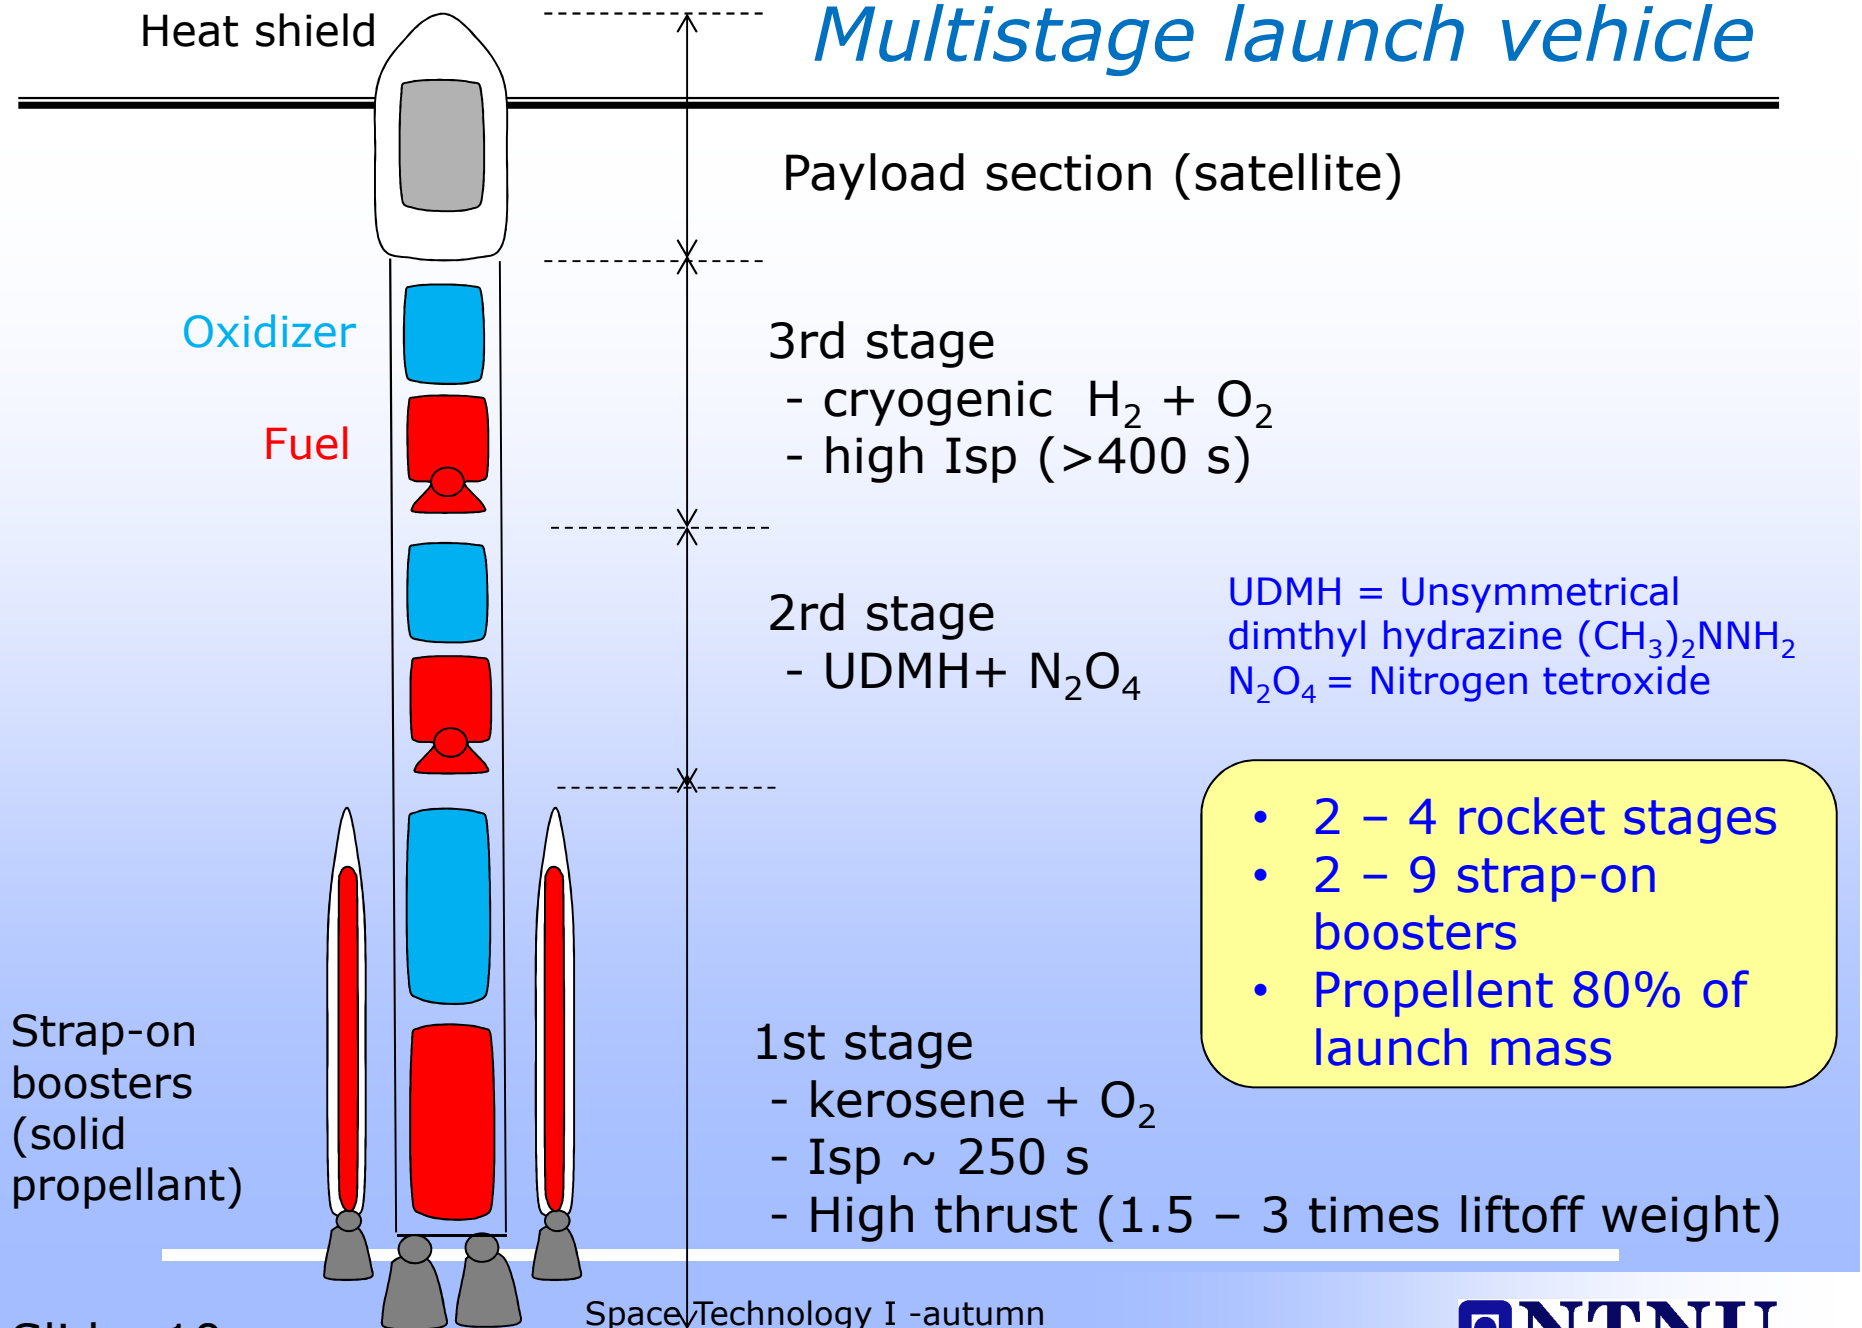 Multistage launch vehicle
Heat shield
Payload section (satellite)
Oxidizer
Fuel
3rd stage
- cryogenic H₂ + O₂
- high Isp (>400 s)
2rd stage
- UDMH+ N₂O₄
UDMH = Unsymmetrical
dimthyl hydrazine (CH₃)₂NNH₂
N₂O₄ = Nitrogen tetroxide
• 2 – 4 rocket stages
• 2 – 9 strap-on
boosters
• Propellent 80% of
launch mass
Strap-on
boosters
(solid
propellant)
1st stage
- kerosene + O₂
- Isp ~ 250 s
- High thrust (1.5 – 3 times liftoff weight)
Space Technology I -autumn
NTNU